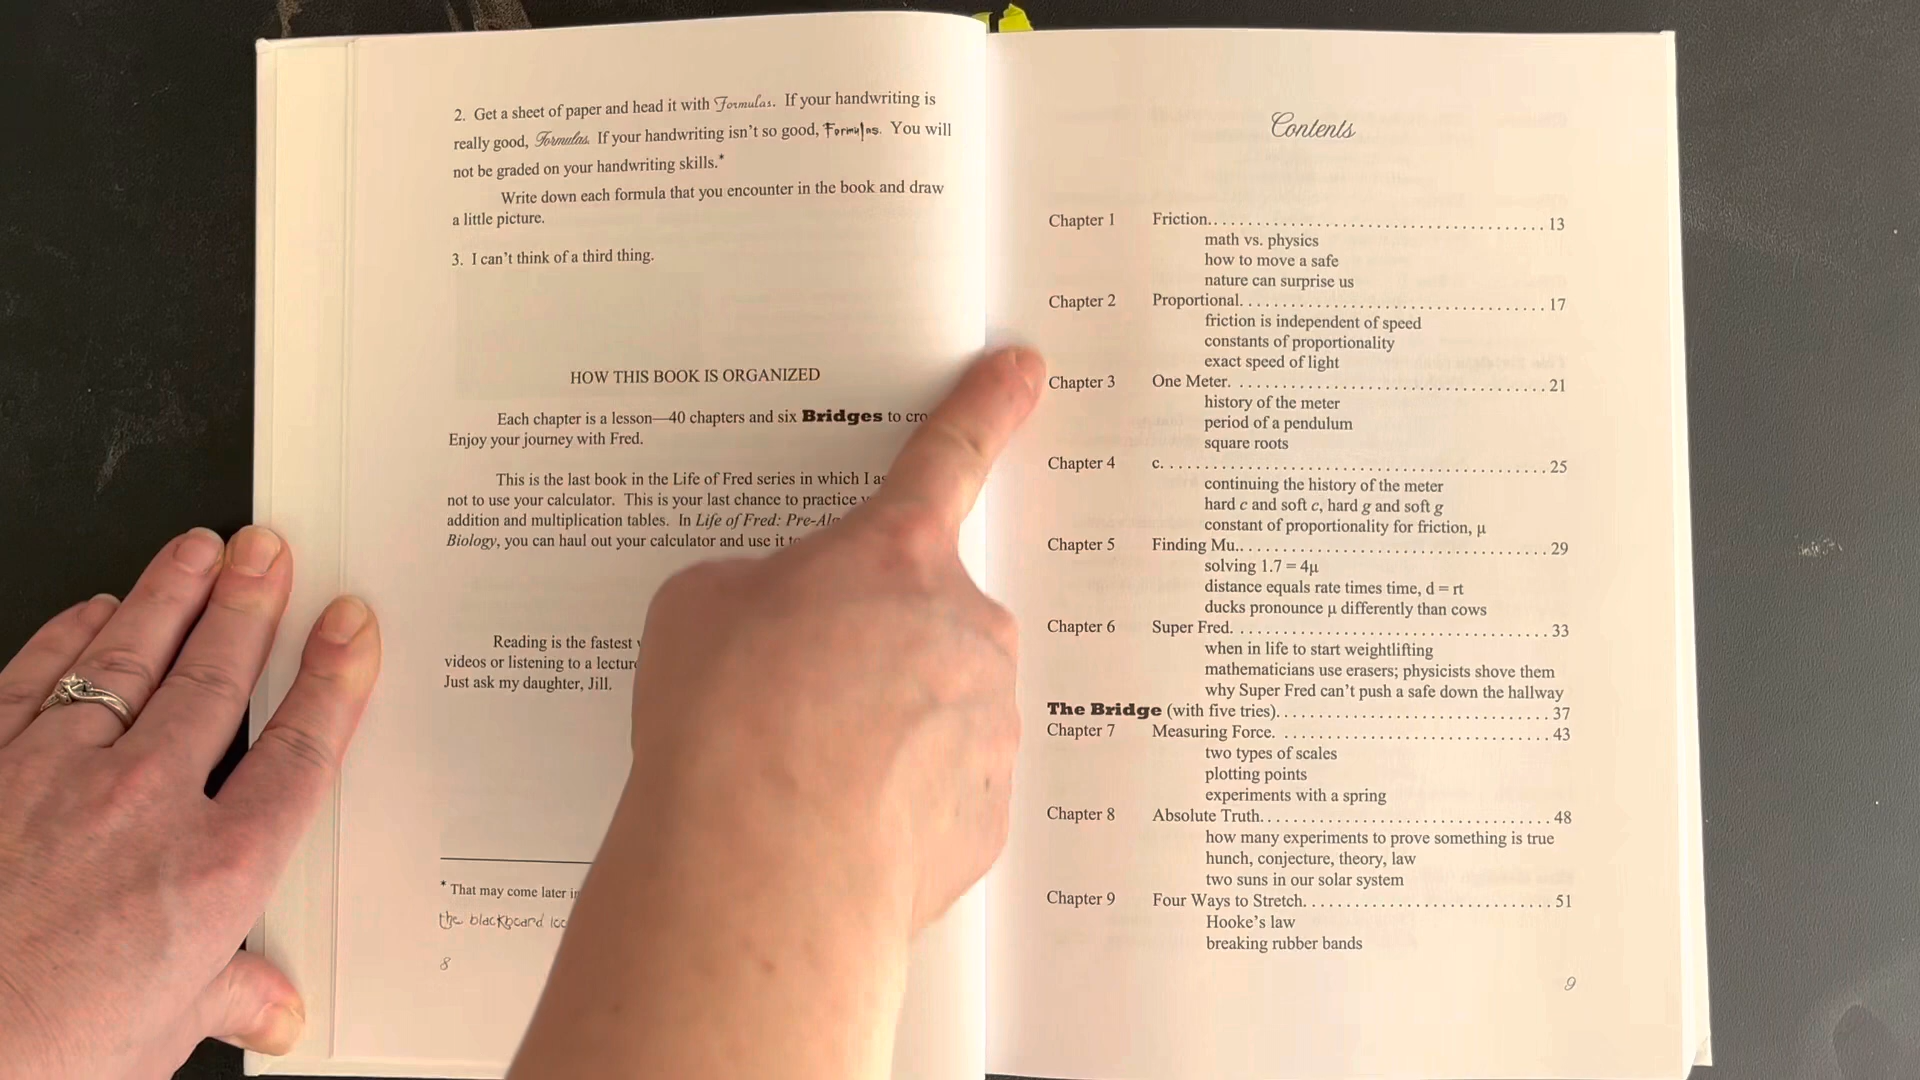 2. Get a sheet of paper and head it with Formulas. If your handwriting is
really good, Formulas. If your handwriting isn't so good, Formulas. You will
not be graded on your handwriting skills.*
Write down each formula that you encounter in the book and draw
a little picture.
3. I can't think of a third thing.
HOW THIS BOOK IS ORGANIZED
Each chapter is a lesson—40 chapters and six Bridges to
Enjoy your journey with Fred.
This is the last book in the Life of Fred series in which I
not to use your calculator. This is your last chance to practice
addition and multiplication tables. In Life of Fred:
Biology, you can haul out your calculator and use it
Reading is the fastest
videos or listening to a lecture
Just ask my daughter, Jill.
* That may come later
the blackboard
8
Contents
Chapter 1 Friction. . . . . . . . . . . . . . . . . . . . . . . . . . . . . . . . . . . . . . . . . 13
math vs. physics
how to move a safe
nature can surprise us
Chapter 2 Proportional. . . . . . . . . . . . . . . . . . . . . . . . . . . . . . . . . . . . . 17
friction is independent of speed
constants of proportionality
exact speed of light
Chapter 3 One Meter. . . . . . . . . . . . . . . . . . . . . . . . . . . . . . . . . . . . . . 21
history of the meter
period of a pendulum
square roots
Chapter 4 c. . . . . . . . . . . . . . . . . . . . . . . . . . . . . . . . . . . . . . . . . . . . . . 25
continuing the history of the meter
hard c and soft c, hard g and soft g
constant of proportionality for friction, μ
Chapter 5 Finding Mu. . . . . . . . . . . . . . . . . . . . . . . . . . . . . . . . . . . . . . 29
solving 1.7 = 4μ
distance equals rate times time, d = rt
ducks pronounce μ differently than cows
Chapter 6 Super Fred. . . . . . . . . . . . . . . . . . . . . . . . . . . . . . . . . . . . . . 33
when in life to start weightlifting
mathematicians use erasers; physicists shove them
why Super Fred can't push a safe down the hallway
The Bridge (with five tries). . . . . . . . . . . . . . . . . . . . . . . . . . . . . . . . . 37
Chapter 7 Measuring Force. . . . . . . . . . . . . . . . . . . . . . . . . . . . . . . . . 43
two types of scales
plotting points
experiments with a spring
Chapter 8 Absolute Truth. . . . . . . . . . . . . . . . . . . . . . . . . . . . . . . . . . . 48
how many experiments to prove something is true
hunch, conjecture, theory, law
two suns in our solar system
Chapter 9 Four Ways to Stretch. . . . . . . . . . . . . . . . . . . . . . . . . . . . . . 51
Hooke's law
breaking rubber bands
9